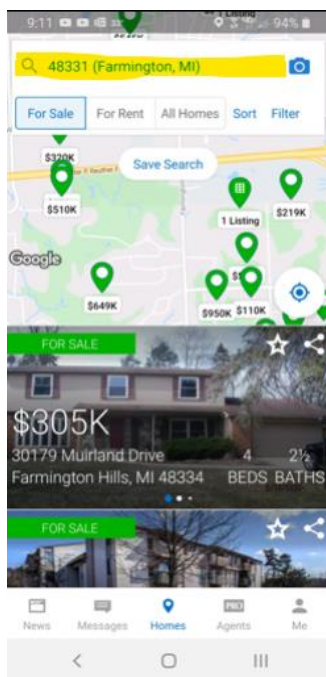 9:11
94%
1 Listing
48331 (Farmington, MI)
For Sale For Rent All Homes Sort Filter
$320K
Save Search
$510K
1 Listing
$219K
Google
$649K
$950K
$110K
FOR SALE
$305K
30179 Muirland Drive 4 2½
Farmington Hills, MI 48334 BEDS BATHS
FOR SALE
PRO
News Messages Homes Agents Me